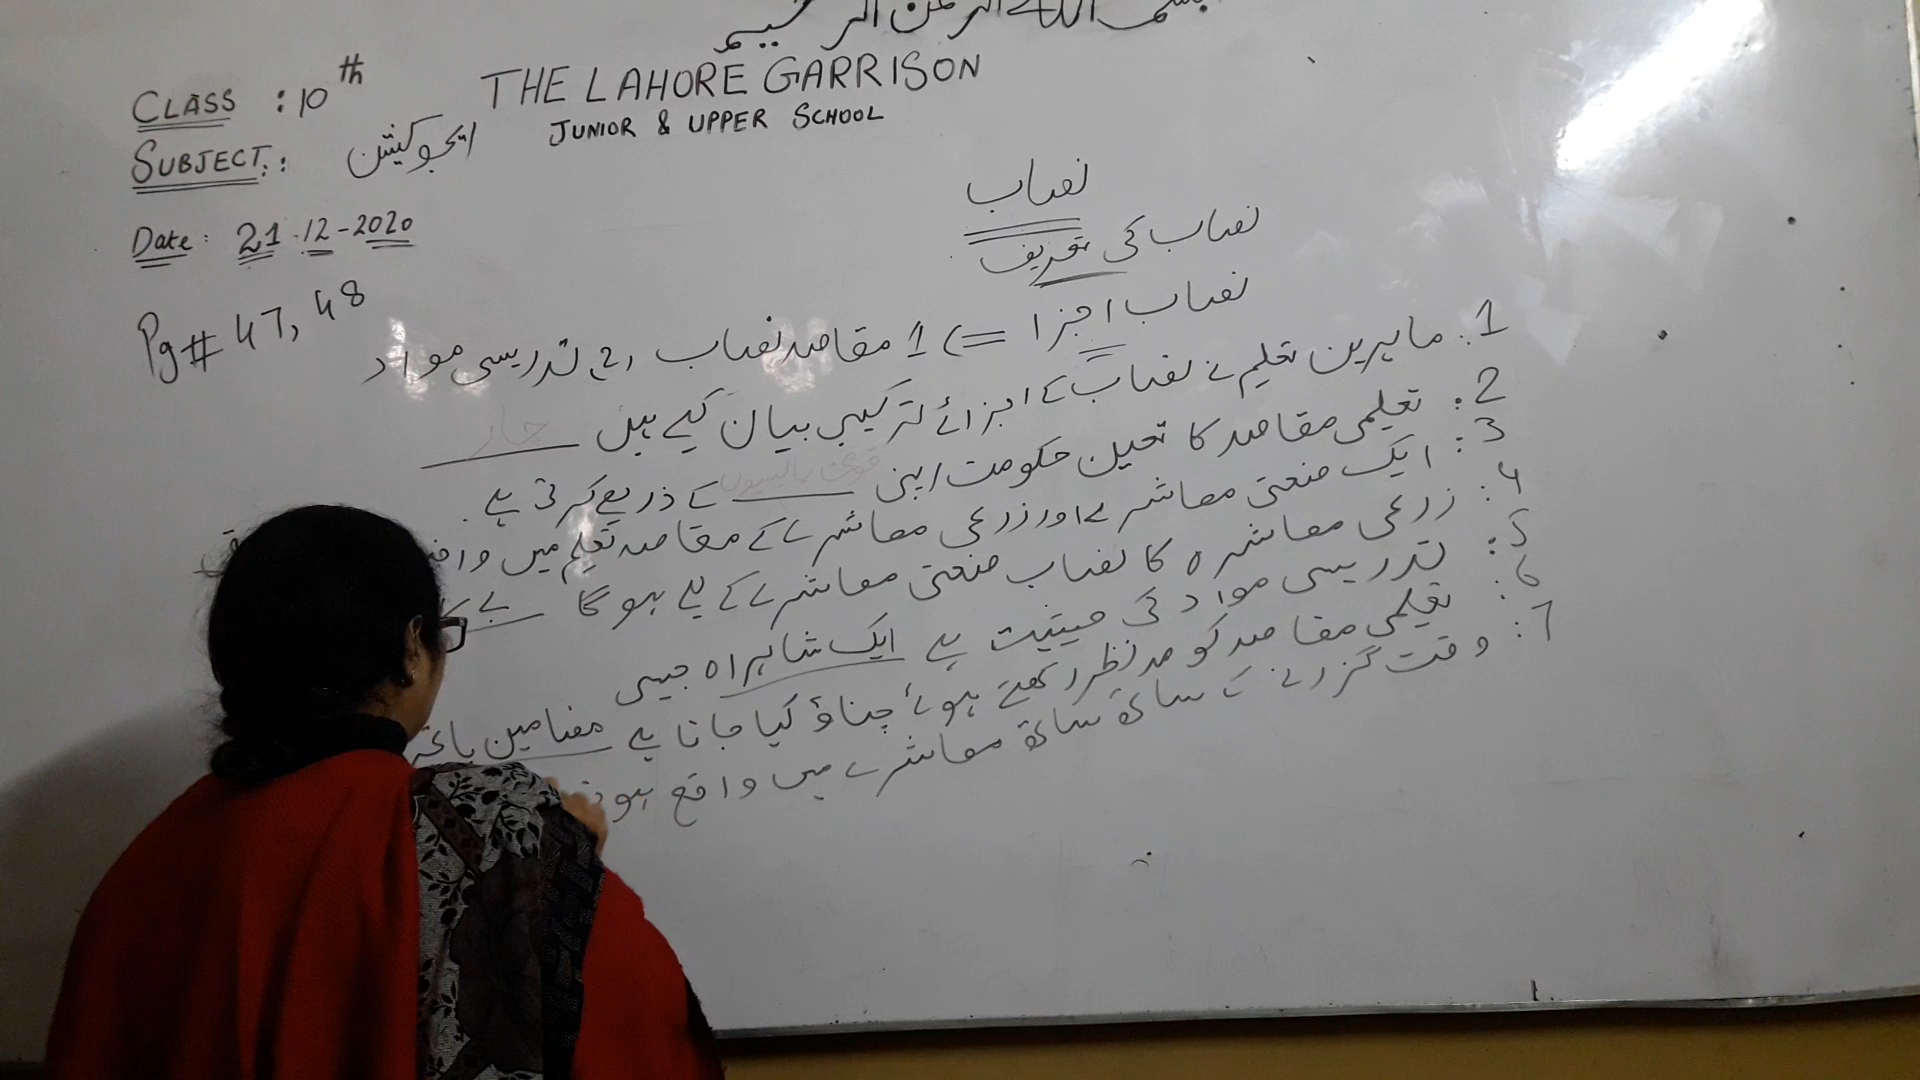 بسم اللہ الرحمن الرحیم
THE LAHORE GARRISON
JUNIOR & UPPER SCHOOL
CLASS : 10th
SUBJECT : ایجوکیشن
Date : 21-12-2020
Pg# 47, 48
نصاب
نصاب کی تعریف
نصاب اجزا => 1 مقاصد نصاب ، 2 تدریسی مواد
1: ماہرین تعلیم نے نصاب کے اجزائے ترکیبی بیان کیے ہیں چار
2: تعلیمی مقاصد کا تعین حکومت اپنی قومی پالیسیوں کے ذریعے کرتی ہے
3: ایک صنعتی معاشرے اور زرعی معاشرے کے مقاصد تعلیم میں
4: زرعی معاشرہ کا نصاب صنعتی معاشرے کے لیے ہوگا بے
5: تدریسی مواد کی حیثیت ہے ایک شاہراہ جیسی
6: تعلیمی مقاصد کو مدنظر رکھتے ہوئے چناؤ کیا جاتا ہے مضامین یا
7: وقت گزرنے کے ساتھ ساتھ معاشرے میں واقع